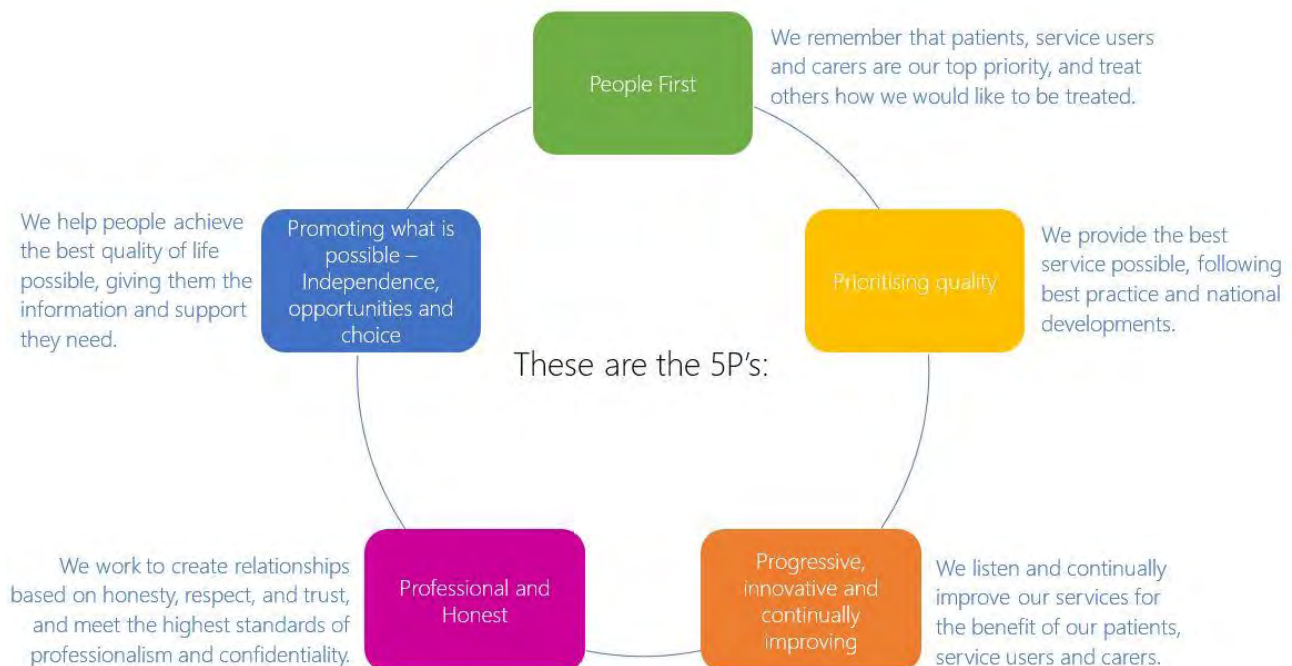 People First
We remember that patients, service users
and carers are our top priority, and treat
others how we would like to be treated.
Prioritising quality
We provide the best
service possible, following
best practice and national
developments.
Progressive,
innovative and
continually
improving
We listen and continually
improve our services for
the benefit of our patients,
service users and carers.
Professional and
Honest
We work to create relationships
based on honesty, respect, and trust,
and meet the highest standards of
professionalism and confidentiality.
Promoting what is
possible –
Independence,
opportunities and
choice
We help people achieve
the best quality of life
possible, giving them the
information and support
they need.
These are the 5P's: